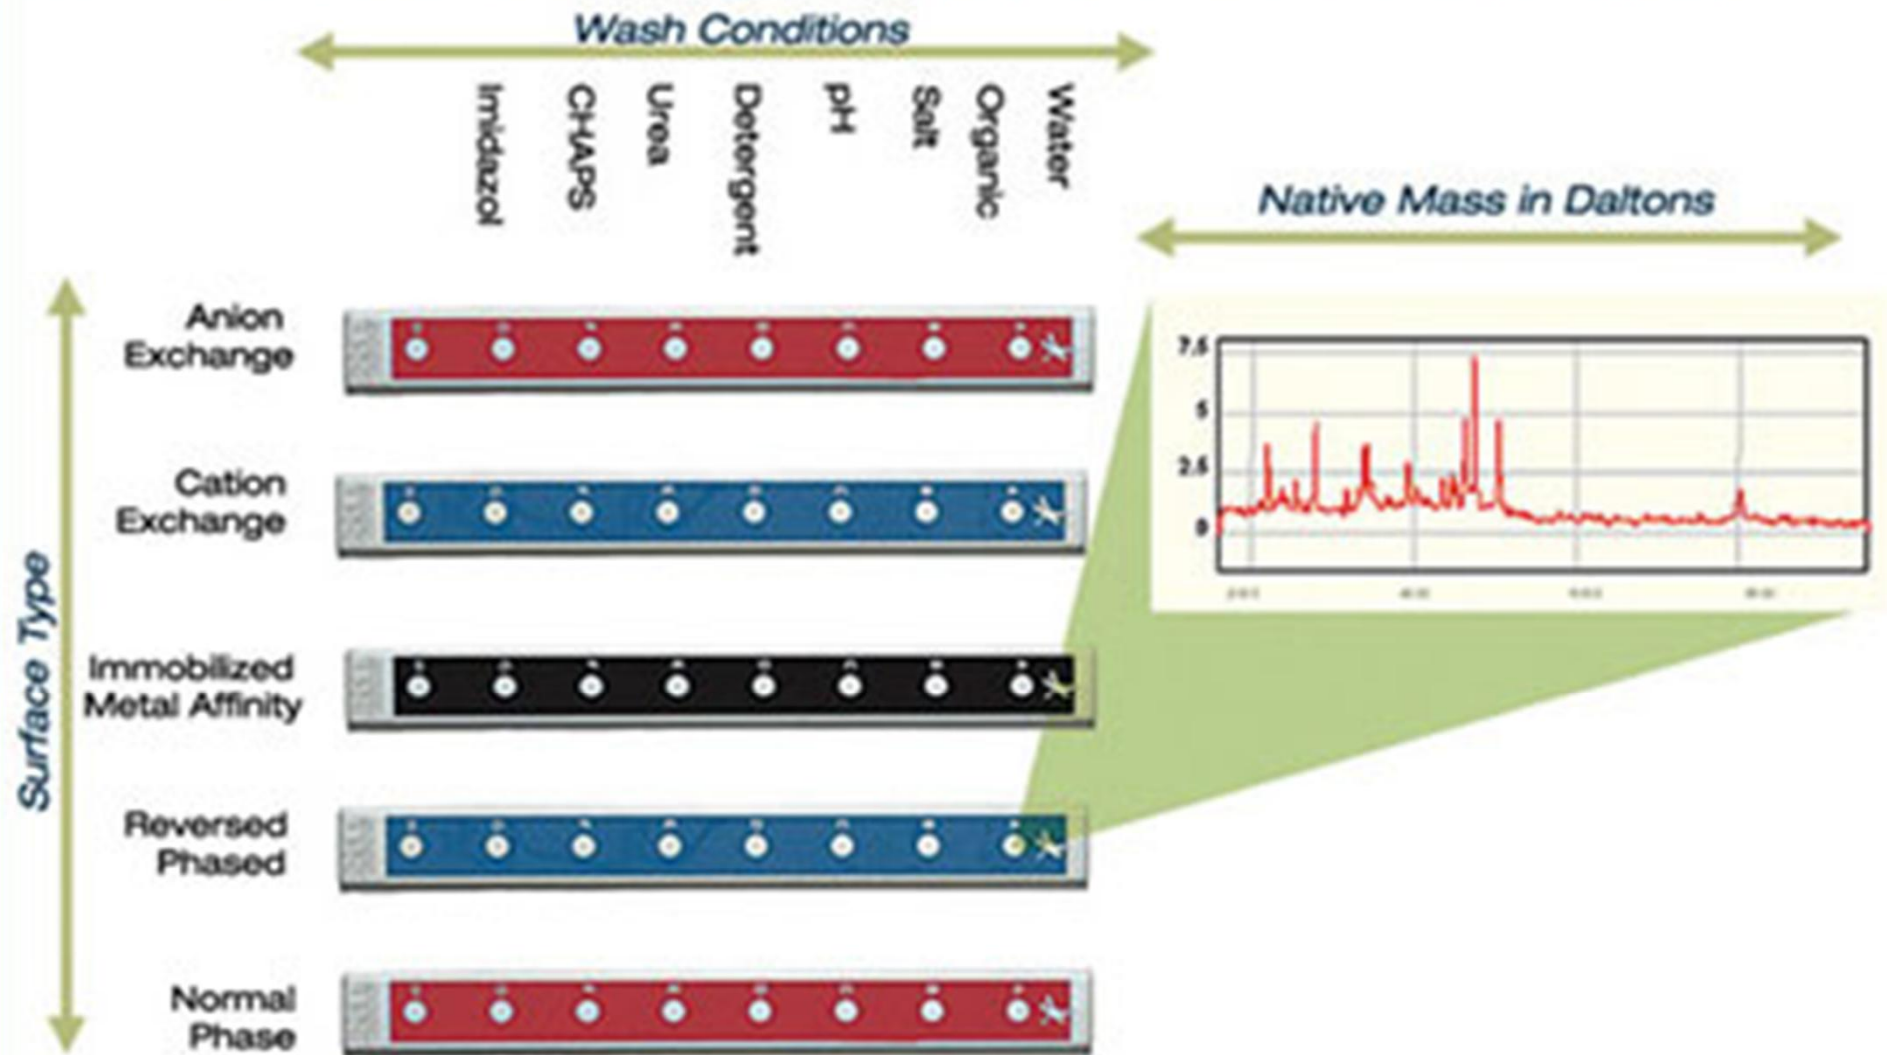 Wash Conditions
Imidazol
CHAPS
Urea
Detergent
pH
Salt
Organic
Water
Native Mass in Daltons
Surface Type
Anion
Exchange
Cation
Exchange
Immobilized
Metal Affinity
Reversed
Phased
Normal
Phase
7.5
5
2.5
0